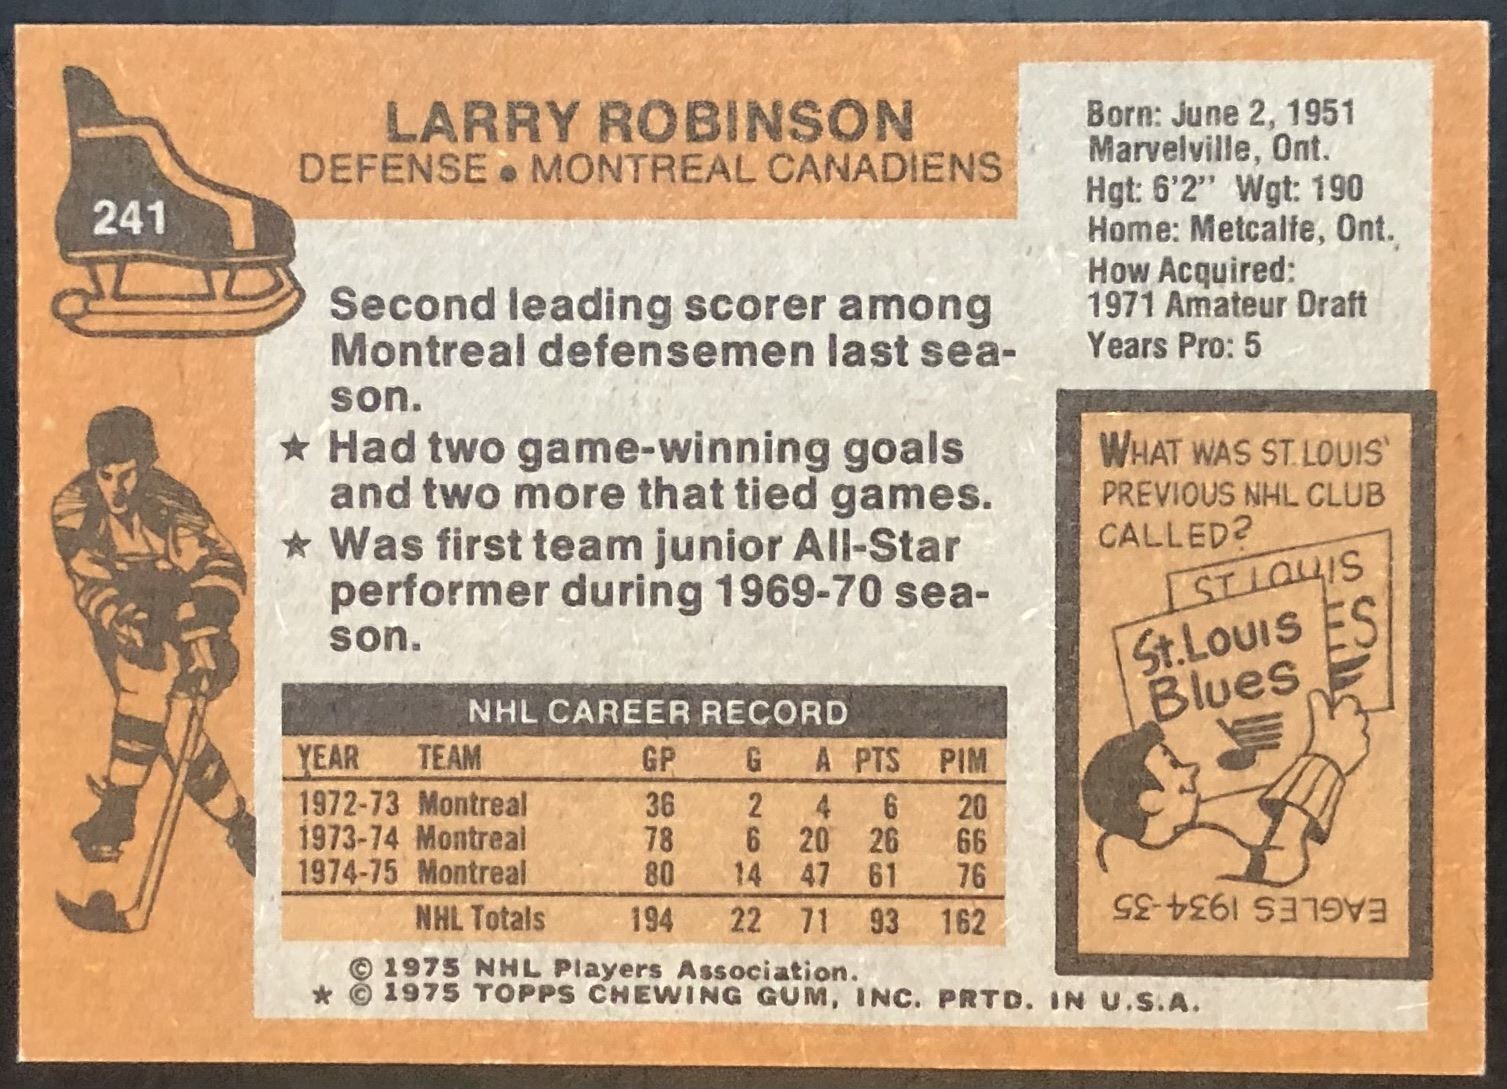 241
LARRY ROBINSON
DEFENSE • MONTREAL CANADIENS
Born: June 2, 1951
Marvelville, Ont.
Hgt: 6'2" Wgt: 190
Home: Metcalfe, Ont.
How Acquired:
1971 Amateur Draft
Years Pro: 5
Second leading scorer among
Montreal defensemen last sea-
son.
★ Had two game-winning goals
and two more that tied games.
★ Was first team junior All-Star
performer during 1969-70 sea-
son.
NHL CAREER RECORD
YEAR TEAM GP G A PTS PIM
1972-73 Montreal 36 2 4 6 20
1973-74 Montreal 78 6 20 26 66
1974-75 Montreal 80 14 47 61 76
NHL Totals 194 22 71 93 162
WHAT WAS ST. LOUIS'
PREVIOUS NHL CLUB
CALLED?
ST LOUIS
ES
St. Louis
Blues
EAGLES 1934-35
© 1975 NHL Players Association.
★ © 1975 TOPPS CHEWING GUM, INC. PRTD. IN U.S.A.